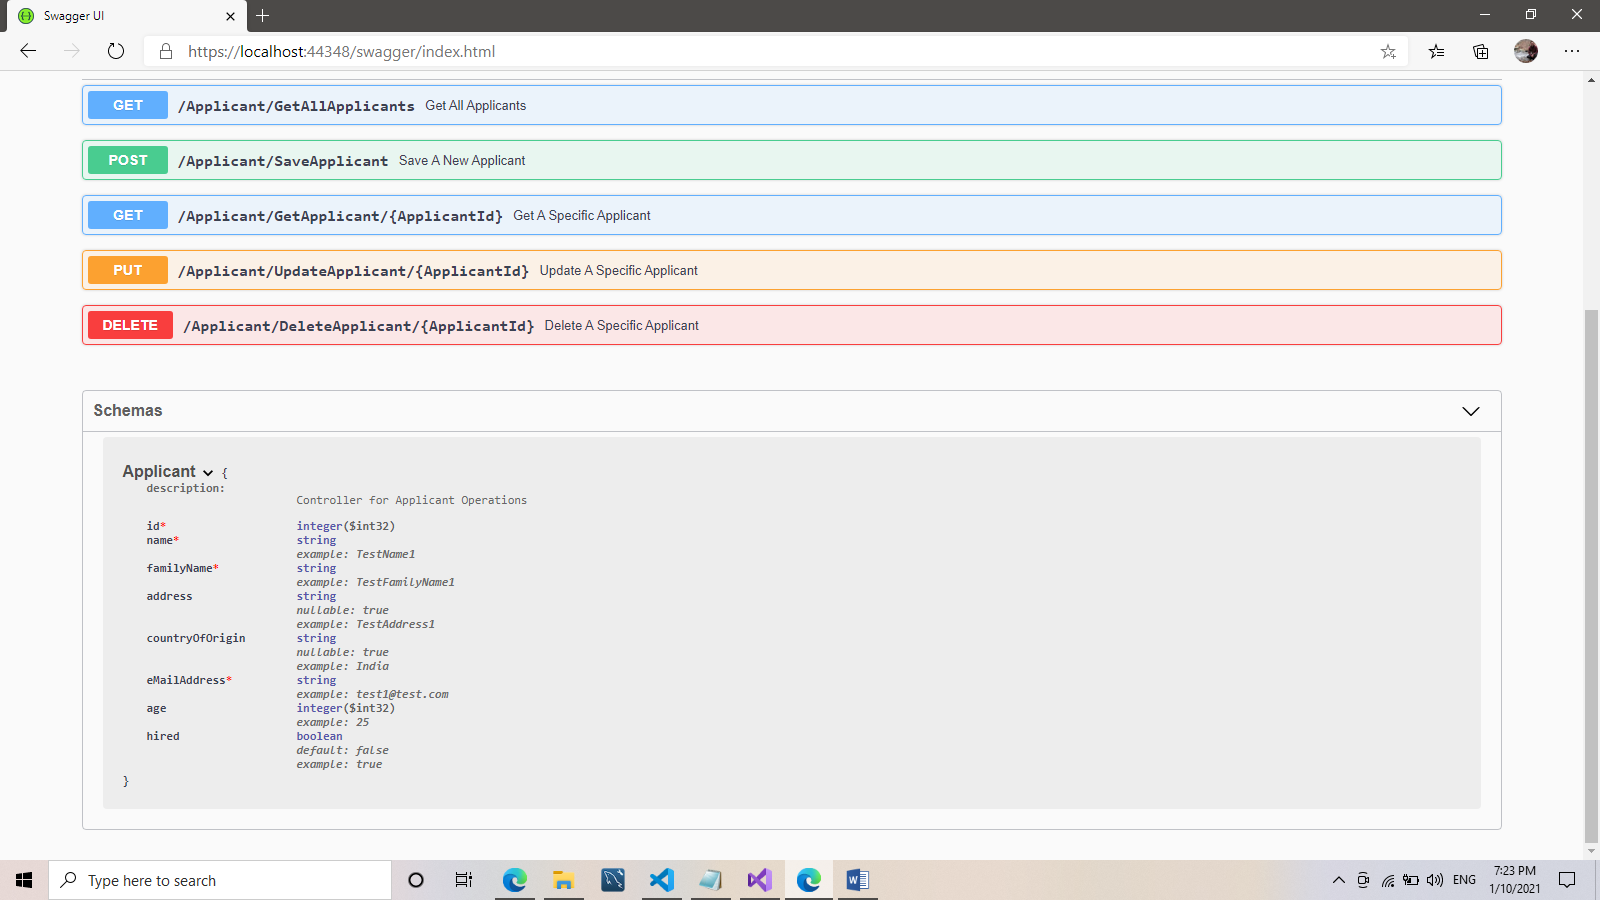 Swagger UI
https://localhost:44348/swagger/index.html
GET /Applicant/GetAllApplicants Get All Applicants
POST /Applicant/SaveApplicant Save A New Applicant
GET /Applicant/GetApplicant/{ApplicantId} Get A Specific Applicant
PUT /Applicant/UpdateApplicant/{ApplicantId} Update A Specific Applicant
DELETE /Applicant/DeleteApplicant/{ApplicantId} Delete A Specific Applicant
Schemas
Applicant {
description:
Controller for Applicant Operations
id* integer($int32)
name* string
example: TestName1
familyName* string
example: TestFamilyName1
address string
nullable: true
example: TestAddress1
countryOfOrigin string
nullable: true
example: India
eMailAddress* string
example: test1@test.com
age integer($int32)
example: 25
hired boolean
default: false
example: true
}
Type here to search
ENG
7:23 PM
1/10/2021